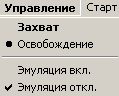 Управление Старт
Захват
Освобождение
Эмуляция вкл.
Эмуляция откл.